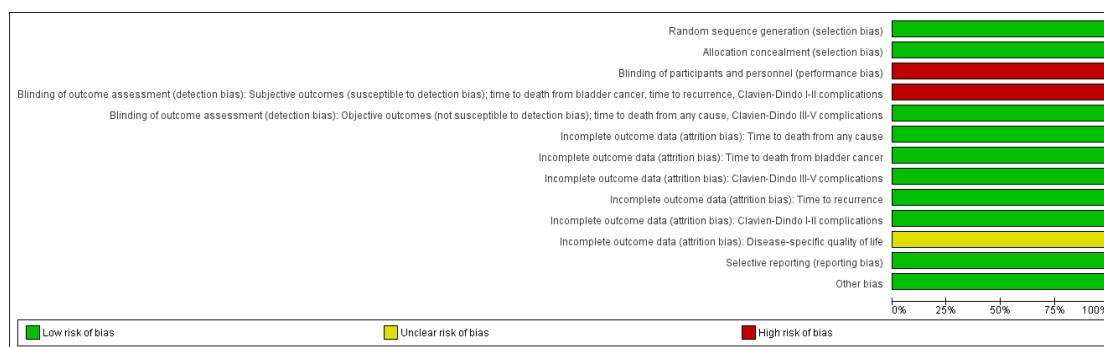 Random sequence generation (selection bias)
Allocation concealment (selection bias)
Blinding of participants and personnel (performance bias)
Blinding of outcome assessment (detection bias): Subjective outcomes (susceptible to detection bias); time to death from bladder cancer, time to recurrence, Clavien-Dindo I-II complications
Blinding of outcome assessment (detection bias): Objective outcomes (not susceptible to detection bias); time to death from any cause, Clavien-Dindo III-V complications
Incomplete outcome data (attrition bias): Time to death from any cause
Incomplete outcome data (attrition bias): Time to death from bladder cancer
Incomplete outcome data (attrition bias): Clavien-Dindo III-V complications
Incomplete outcome data (attrition bias): Time to recurrence
Incomplete outcome data (attrition bias): Clavien-Dindo I-II complications
Incomplete outcome data (attrition bias): Disease-specific quality of life
Selective reporting (reporting bias)
Other bias
0% 25% 50% 75% 100%
Low risk of bias Unclear risk of bias High risk of bias